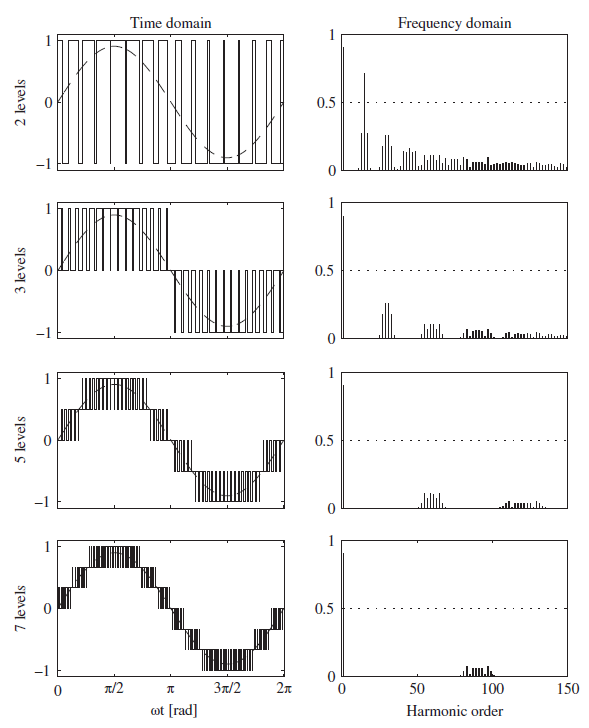 Time domain
Frequency domain
2 levels
1
0
−1
1
0.5
0
3 levels
1
0
−1
1
0.5
0
5 levels
1
0
−1
1
0.5
0
7 levels
1
0
−1
1
0.5
0
0 π/2 π 3π/2 2π
0 50 100 150
ωt [rad]
Harmonic order